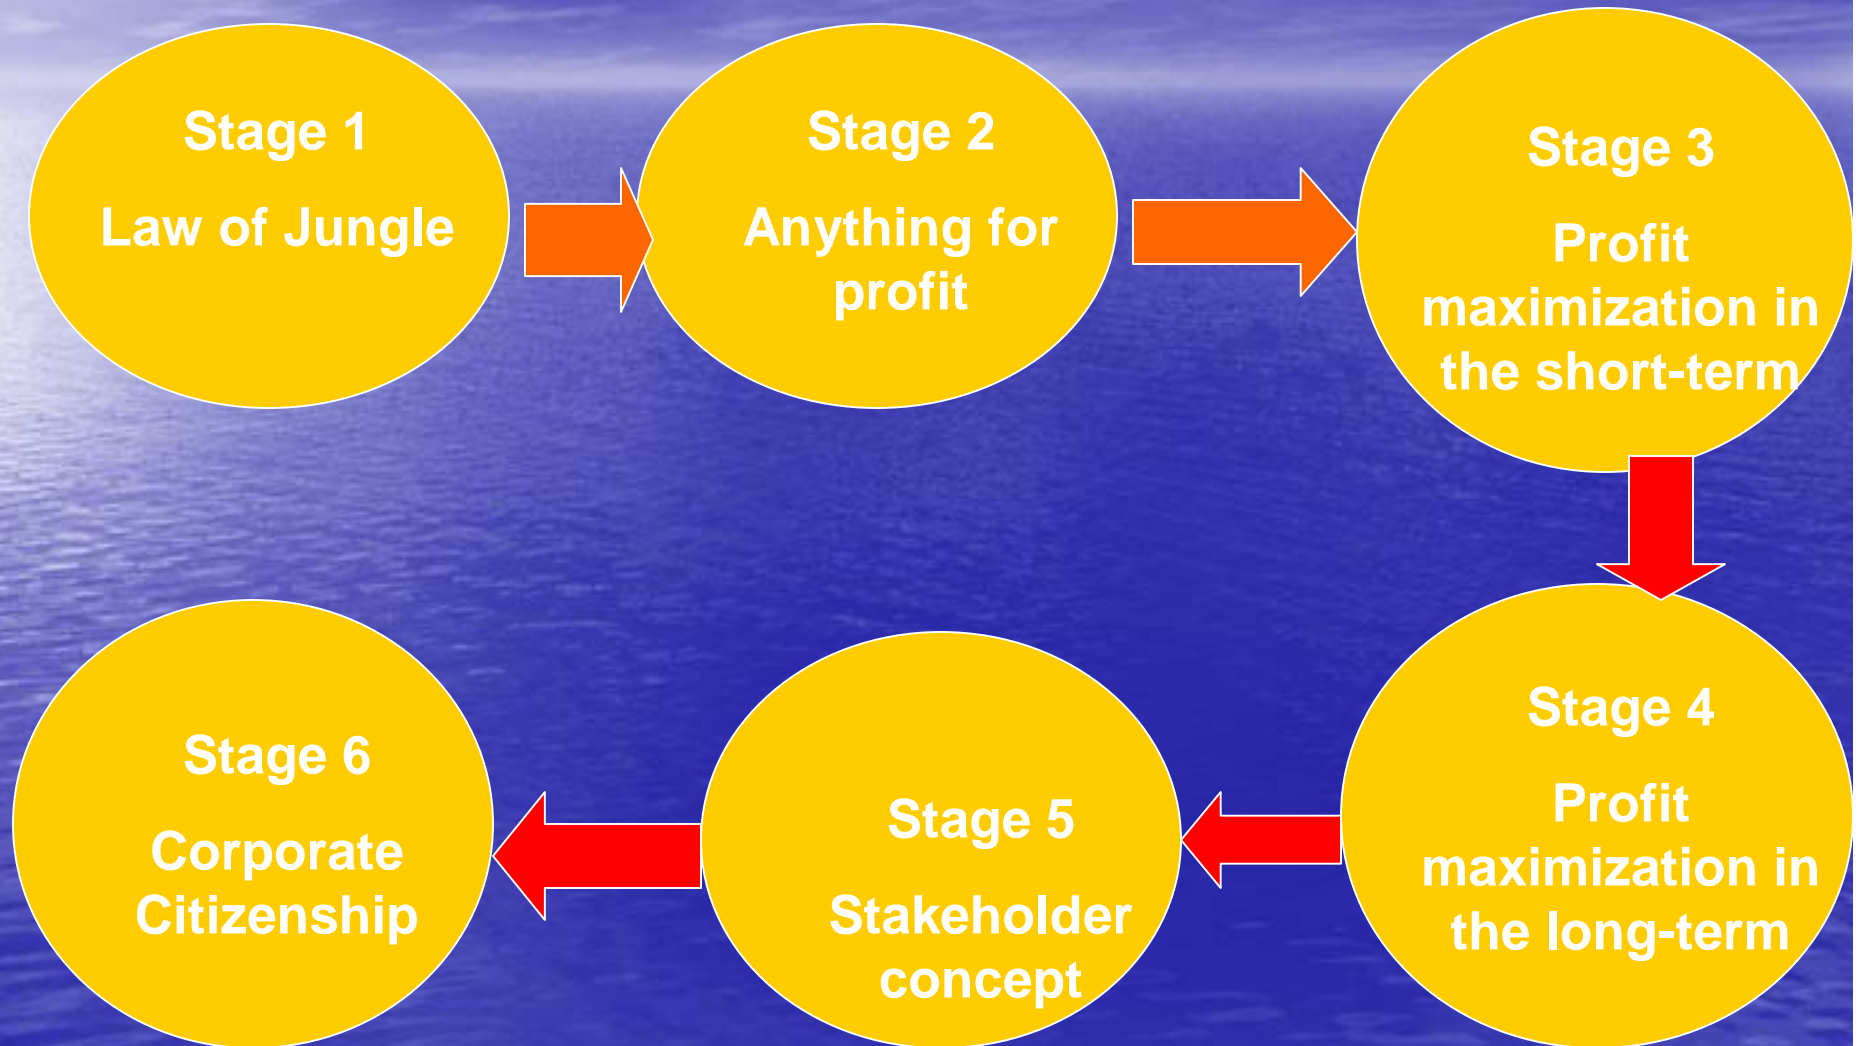 Stage 1
Law of Jungle
Stage 2
Anything for
profit
Stage 3
Profit
maximization in
the short-term
Stage 4
Profit
maximization in
the long-term
Stage 5
Stakeholder
concept
Stage 6
Corporate
Citizenship